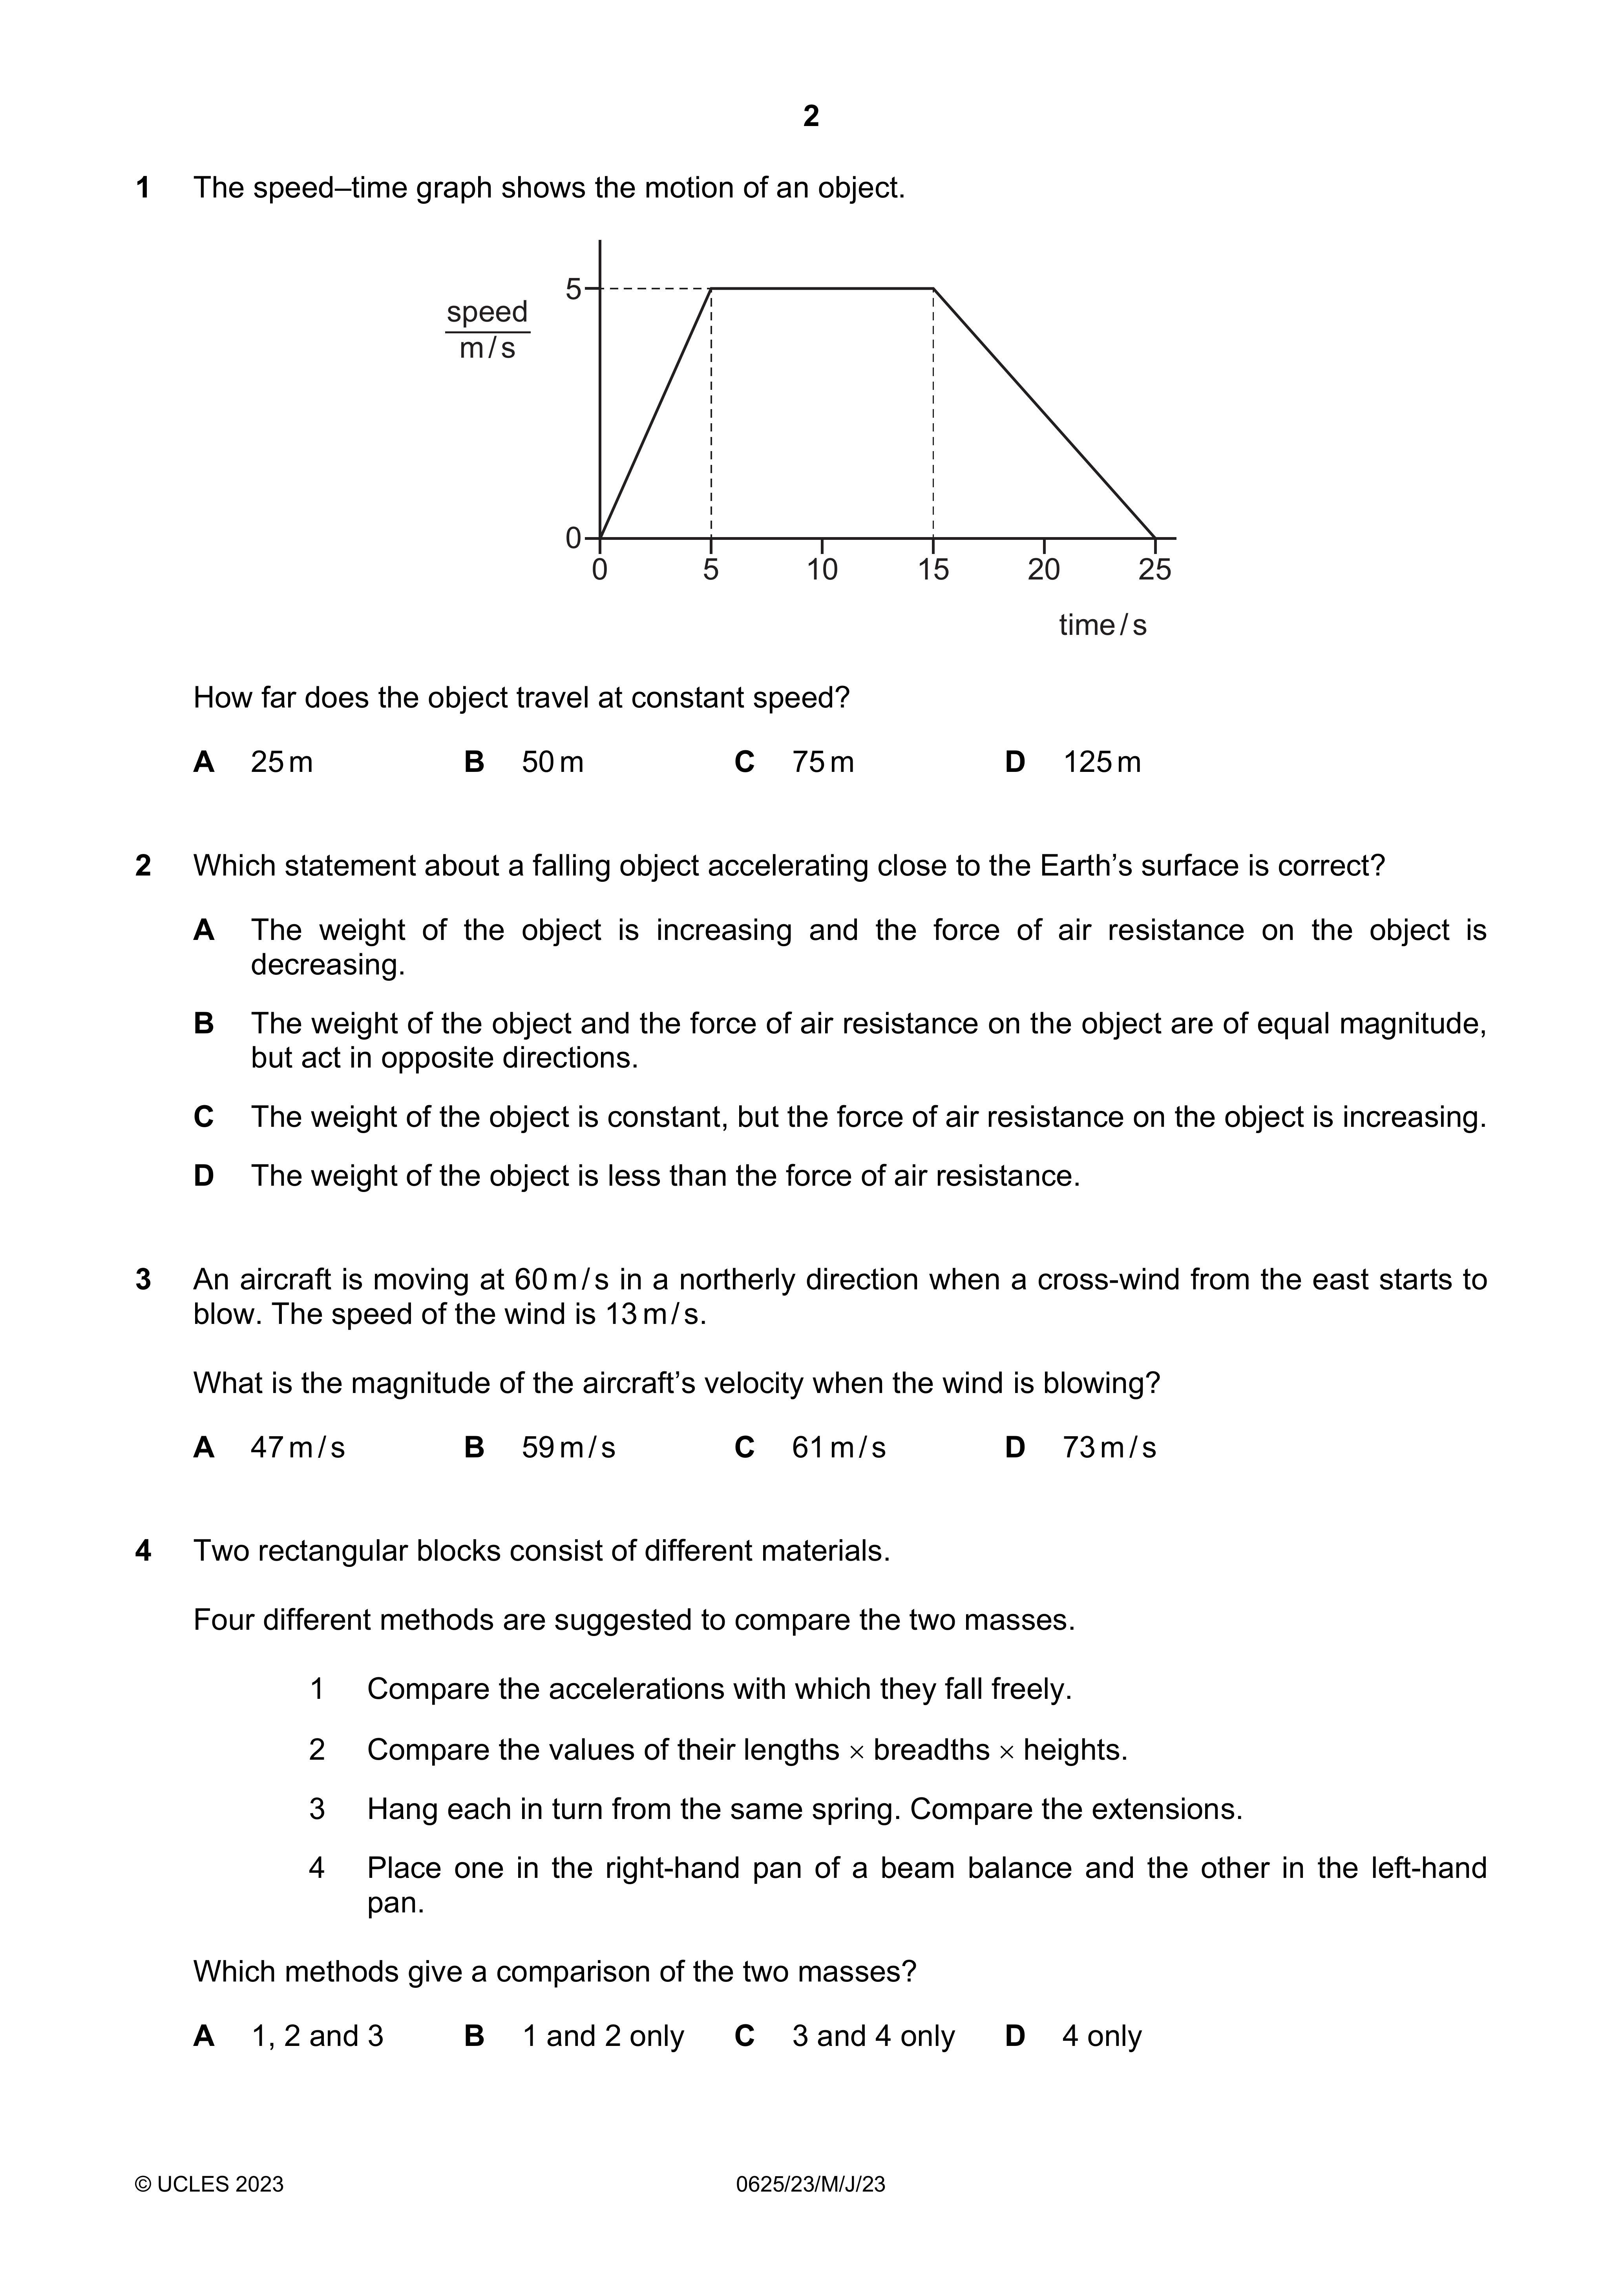 2
1 The speed–time graph shows the motion of an object.
5
speed
m / s
0
0 5 10 15 20 25
time / s
How far does the object travel at constant speed?
A 25 m B 50 m C 75 m D 125 m
2 Which statement about a falling object accelerating close to the Earth’s surface is correct?
A The weight of the object is increasing and the force of air resistance on the object is
decreasing.
B The weight of the object and the force of air resistance on the object are of equal magnitude,
but act in opposite directions.
C The weight of the object is constant, but the force of air resistance on the object is increasing.
D The weight of the object is less than the force of air resistance.
3 An aircraft is moving at 60 m / s in a northerly direction when a cross-wind from the east starts to
blow. The speed of the wind is 13 m / s.
What is the magnitude of the aircraft’s velocity when the wind is blowing?
A 47 m / s B 59 m / s C 61 m / s D 73 m / s
4 Two rectangular blocks consist of different materials.
Four different methods are suggested to compare the two masses.
1 Compare the accelerations with which they fall freely.
2 Compare the values of their lengths × breadths × heights.
3 Hang each in turn from the same spring. Compare the extensions.
4 Place one in the right-hand pan of a beam balance and the other in the left-hand
pan.
Which methods give a comparison of the two masses?
A 1, 2 and 3 B 1 and 2 only C 3 and 4 only D 4 only
© UCLES 2023 0625/23/M/J/23